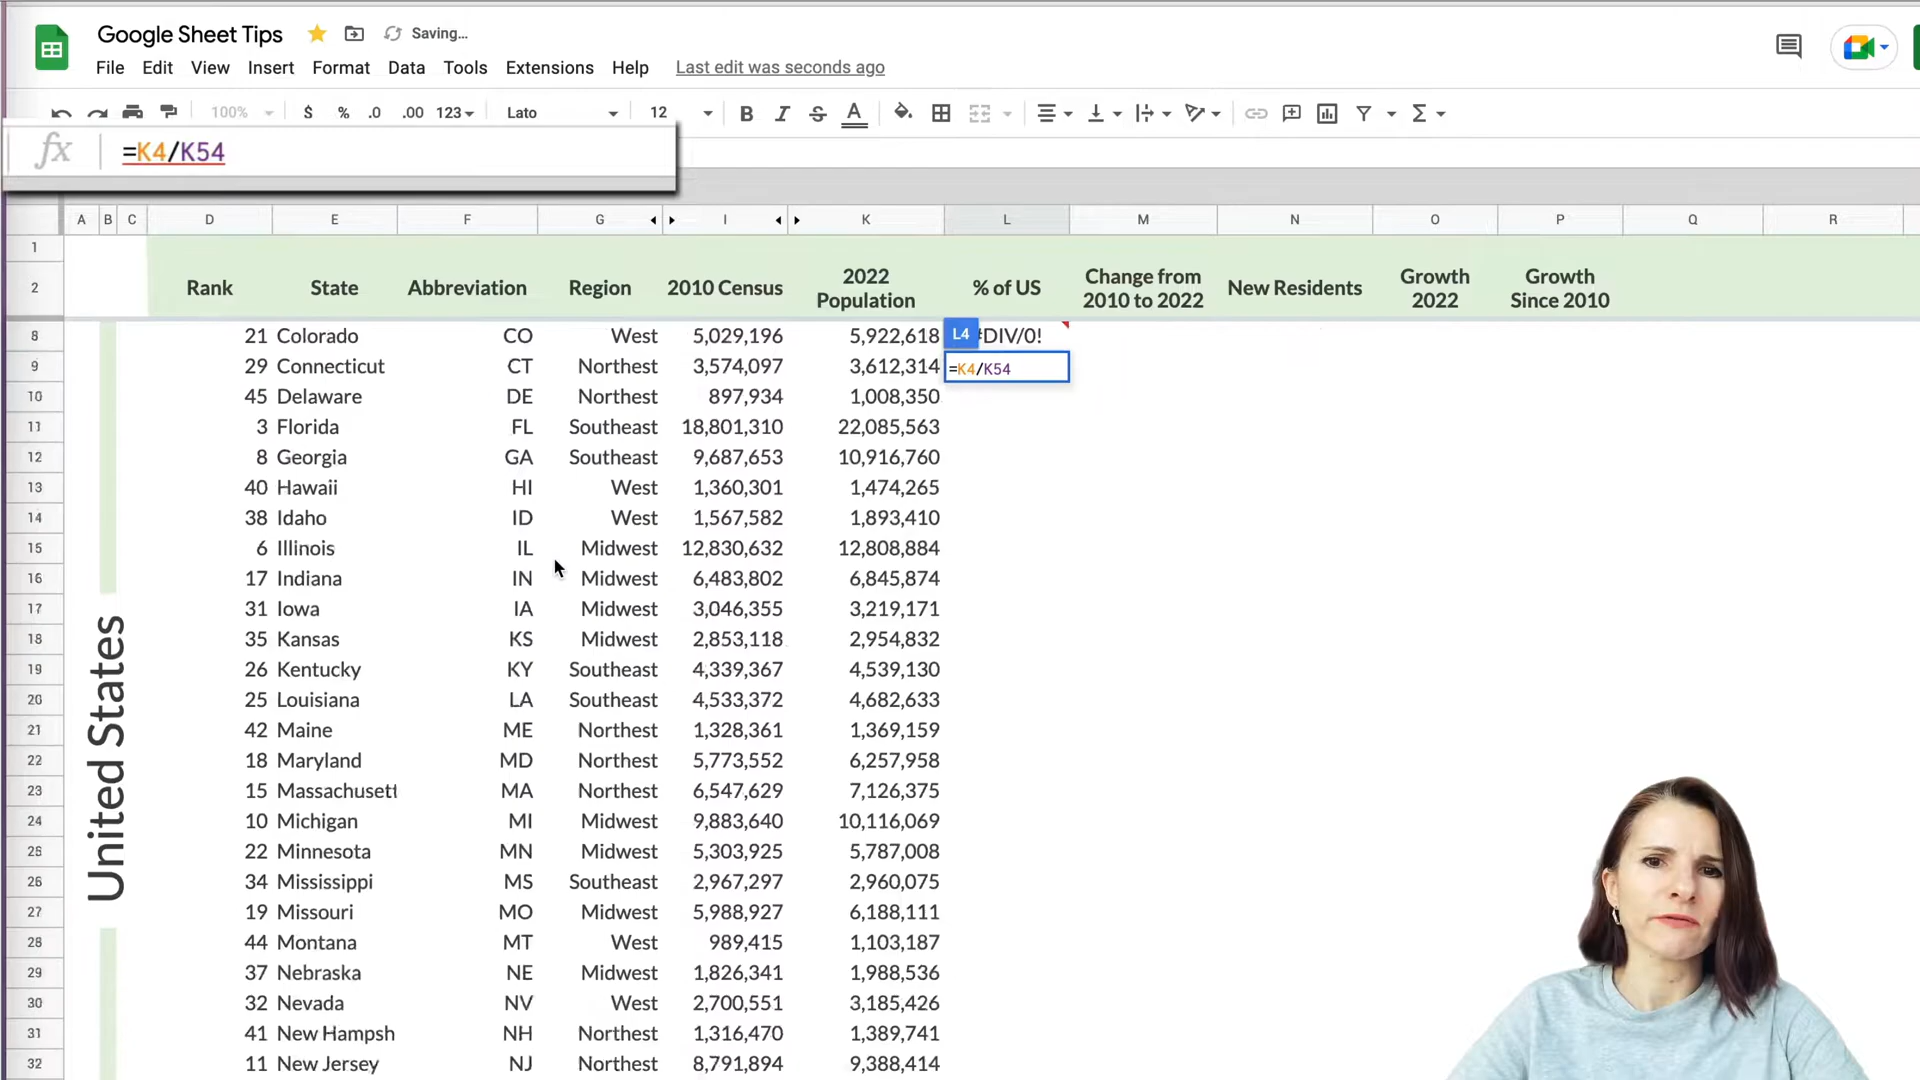 Google Sheet Tips Saving...
File Edit View Insert Format Data Tools Extensions Help Last edit was seconds ago
100% $ % .0 .00 123 Lato 12 B I S A Σ
fx =K4/K54
A B C D E F G I K L M N O P Q R
1
2 Rank State Abbreviation Region 2010 Census 2022 Population % of US Change from 2010 to 2022 New Residents Growth 2022 Growth Since 2010
8 21 Colorado CO West 5,029,196 5,922,618 L4 #DIV/0!
9 29 Connecticut CT Northest 3,574,097 3,612,314 =K4/K54
10 45 Delaware DE Northest 897,934 1,008,350
11 3 Florida FL Southeast 18,801,310 22,085,563
12 8 Georgia GA Southeast 9,687,653 10,916,760
13 40 Hawaii HI West 1,360,301 1,474,265
14 38 Idaho ID West 1,567,582 1,893,410
15 6 Illinois IL Midwest 12,830,632 12,808,884
16 17 Indiana IN Midwest 6,483,802 6,845,874
17 31 Iowa IA Midwest 3,046,355 3,219,171
18 35 Kansas KS Midwest 2,853,118 2,954,832
19 26 Kentucky KY Southeast 4,339,367 4,539,130
20 25 Louisiana LA Southeast 4,533,372 4,682,633
21 42 Maine ME Northest 1,328,361 1,369,159
22 18 Maryland MD Northest 5,773,552 6,257,958
23 15 Massachusett MA Northest 6,547,629 7,126,375
24 10 Michigan MI Midwest 9,883,640 10,116,069
25 22 Minnesota MN Midwest 5,303,925 5,787,008
26 34 Mississippi MS Southeast 2,967,297 2,960,075
27 19 Missouri MO Midwest 5,988,927 6,188,111
28 44 Montana MT West 989,415 1,103,187
29 37 Nebraska NE Midwest 1,826,341 1,988,536
30 32 Nevada NV West 2,700,551 3,185,426
31 41 New Hampsh NH Northest 1,316,470 1,389,741
32 11 New Jersey NJ Northest 8,791,894 9,388,414
United States